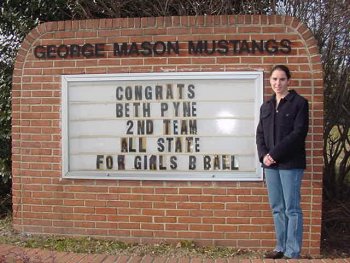 GEORGE MASON MUSTANGS
CONGRATS
BETH PYNE
2ND TEAM
ALL STATE
FOR GIRLS B BALL